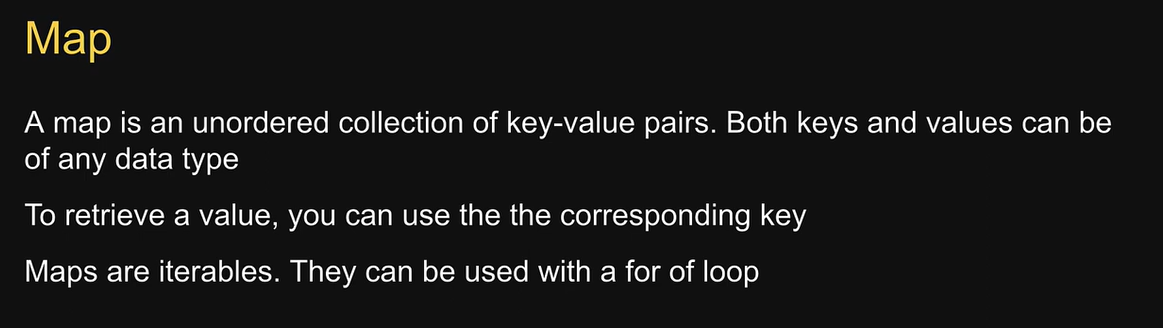 Map
A map is an unordered collection of key-value pairs. Both keys and values can be
of any data type
To retrieve a value, you can use the the corresponding key
Maps are iterables. They can be used with a for of loop